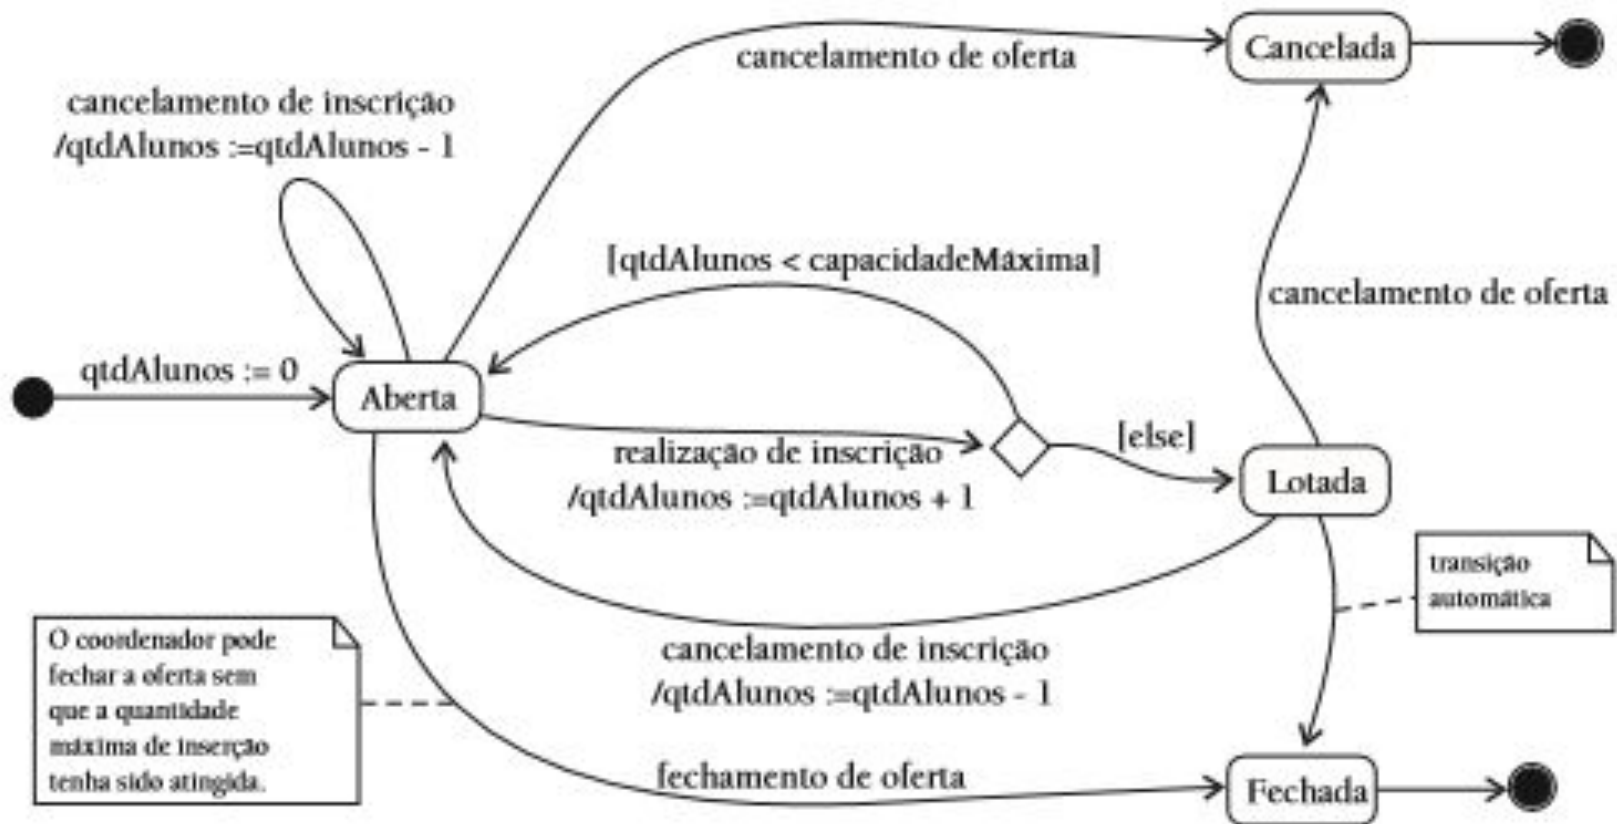 Cancelada
cancelamento de oferta
cancelamento de inscrição
/qtdAlunos :=qtdAlunos - 1
[qtdAlunos < capacidadeMáxima]
cancelamento de oferta
qtdAlunos := 0
Aberta
[else]
realização de inscrição
/qtdAlunos :=qtdAlunos + 1
Lotada
transição
automática
O coordenador pode
fechar a oferta sem
que a quantidade
máxima de inserção
tenha sido atingida.
cancelamento de inscrição
/qtdAlunos :=qtdAlunos - 1
fechamento de oferta
Fechada